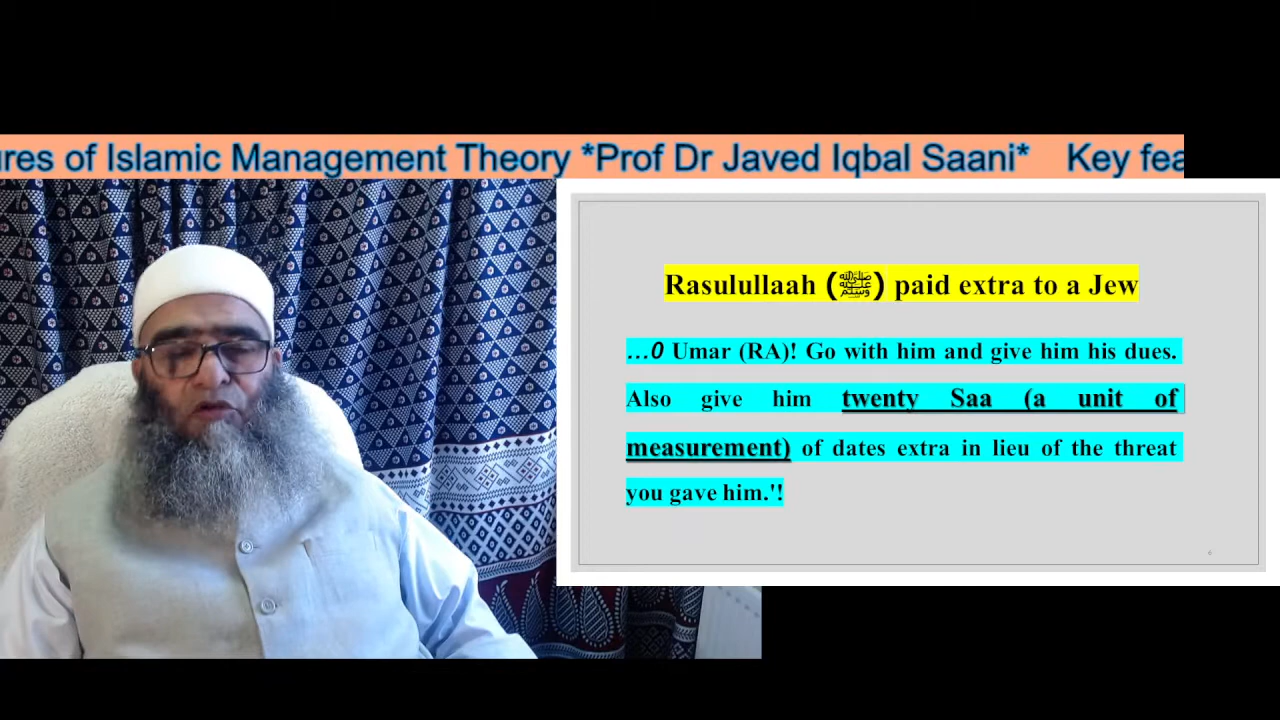 ures of Islamic Management Theory *Prof Dr Javed Iqbal Saani* Key fea
Rasulullaah (ﷺ) paid extra to a Jew
...0 Umar (RA)! Go with him and give him his dues.
Also give him twenty Saa (a unit of
measurement) of dates extra in lieu of the threat
you gave him.'!
6